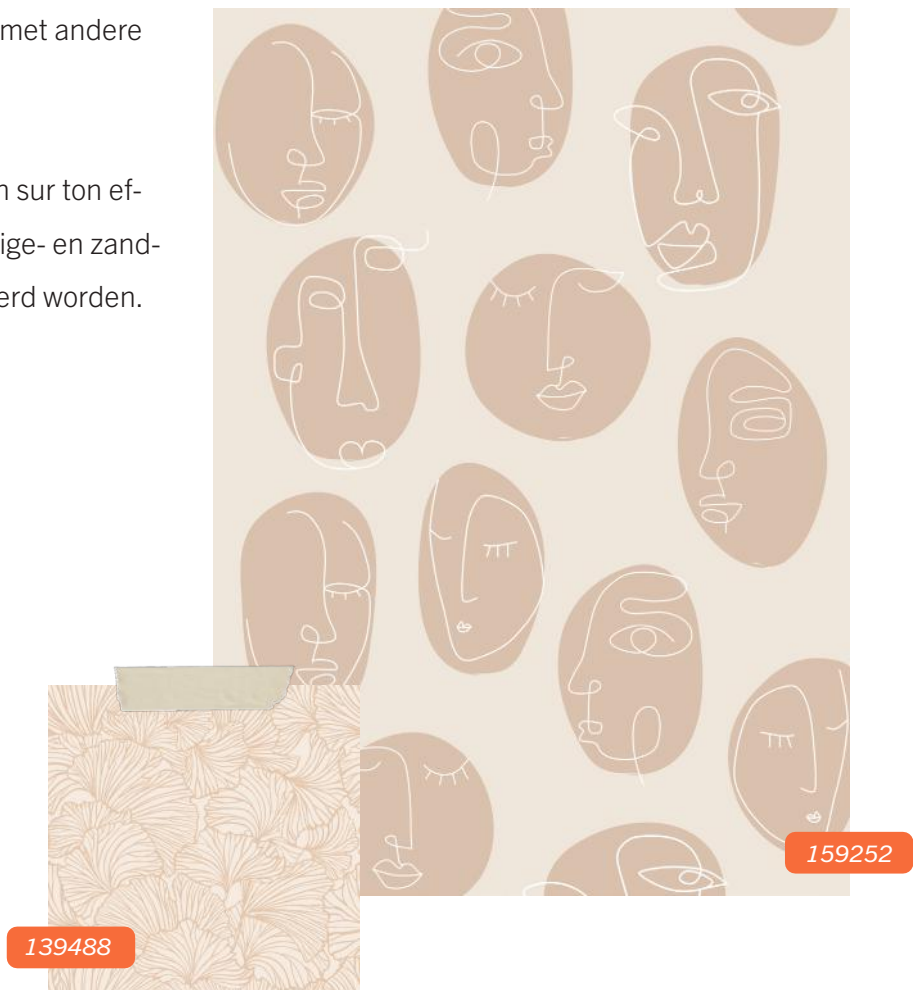 met andere
n sur ton ef-
ige- en zand-
erd worden.
159252
139488